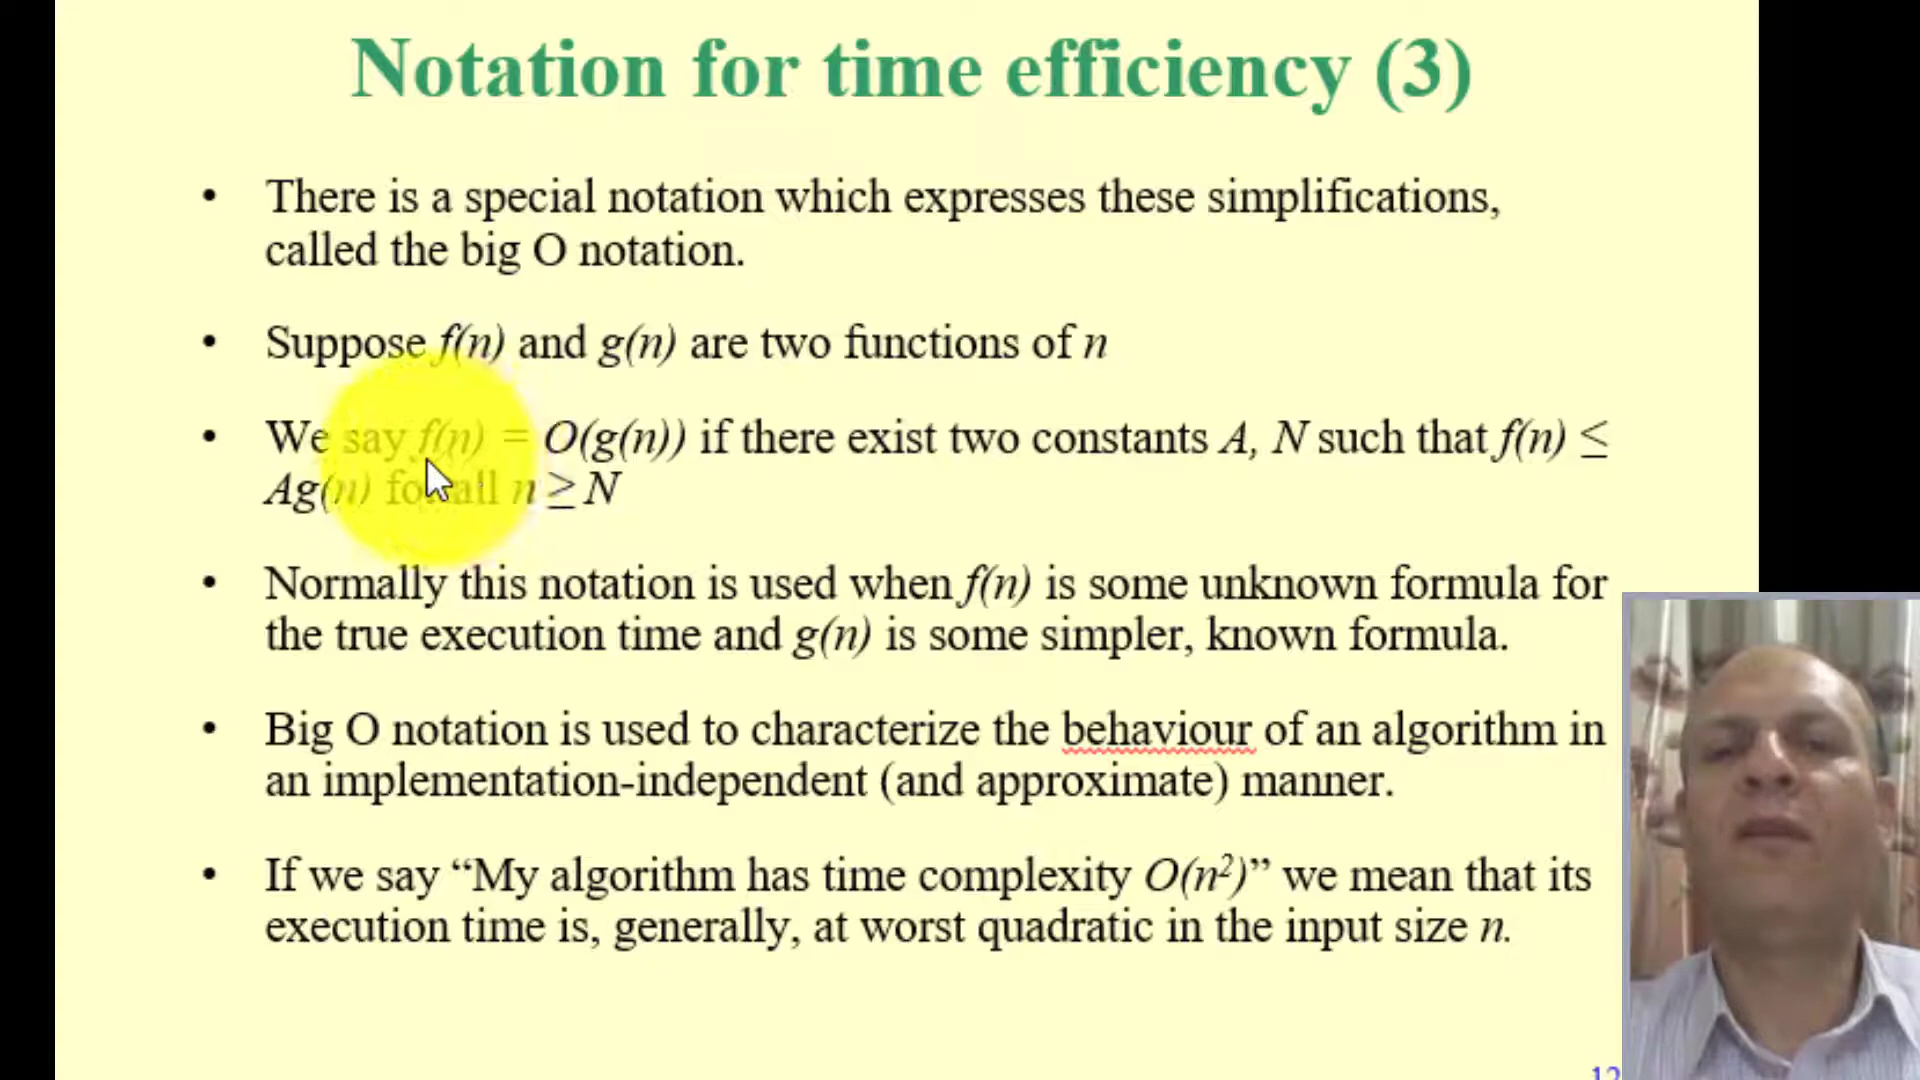 Notation for time efficiency (3)
• There is a special notation which expresses these simplifications,
called the big O notation.
• Suppose f(n) and g(n) are two functions of n
• We say f(n) = O(g(n)) if there exist two constants A, N such that f(n) ≤
Ag(n) for all n ≥ N
• Normally this notation is used when f(n) is some unknown formula for
the true execution time and g(n) is some simpler, known formula.
• Big O notation is used to characterize the behaviour of an algorithm in
an implementation-independent (and approximate) manner.
• If we say “My algorithm has time complexity O(n²)” we mean that its
execution time is, generally, at worst quadratic in the input size n.
12